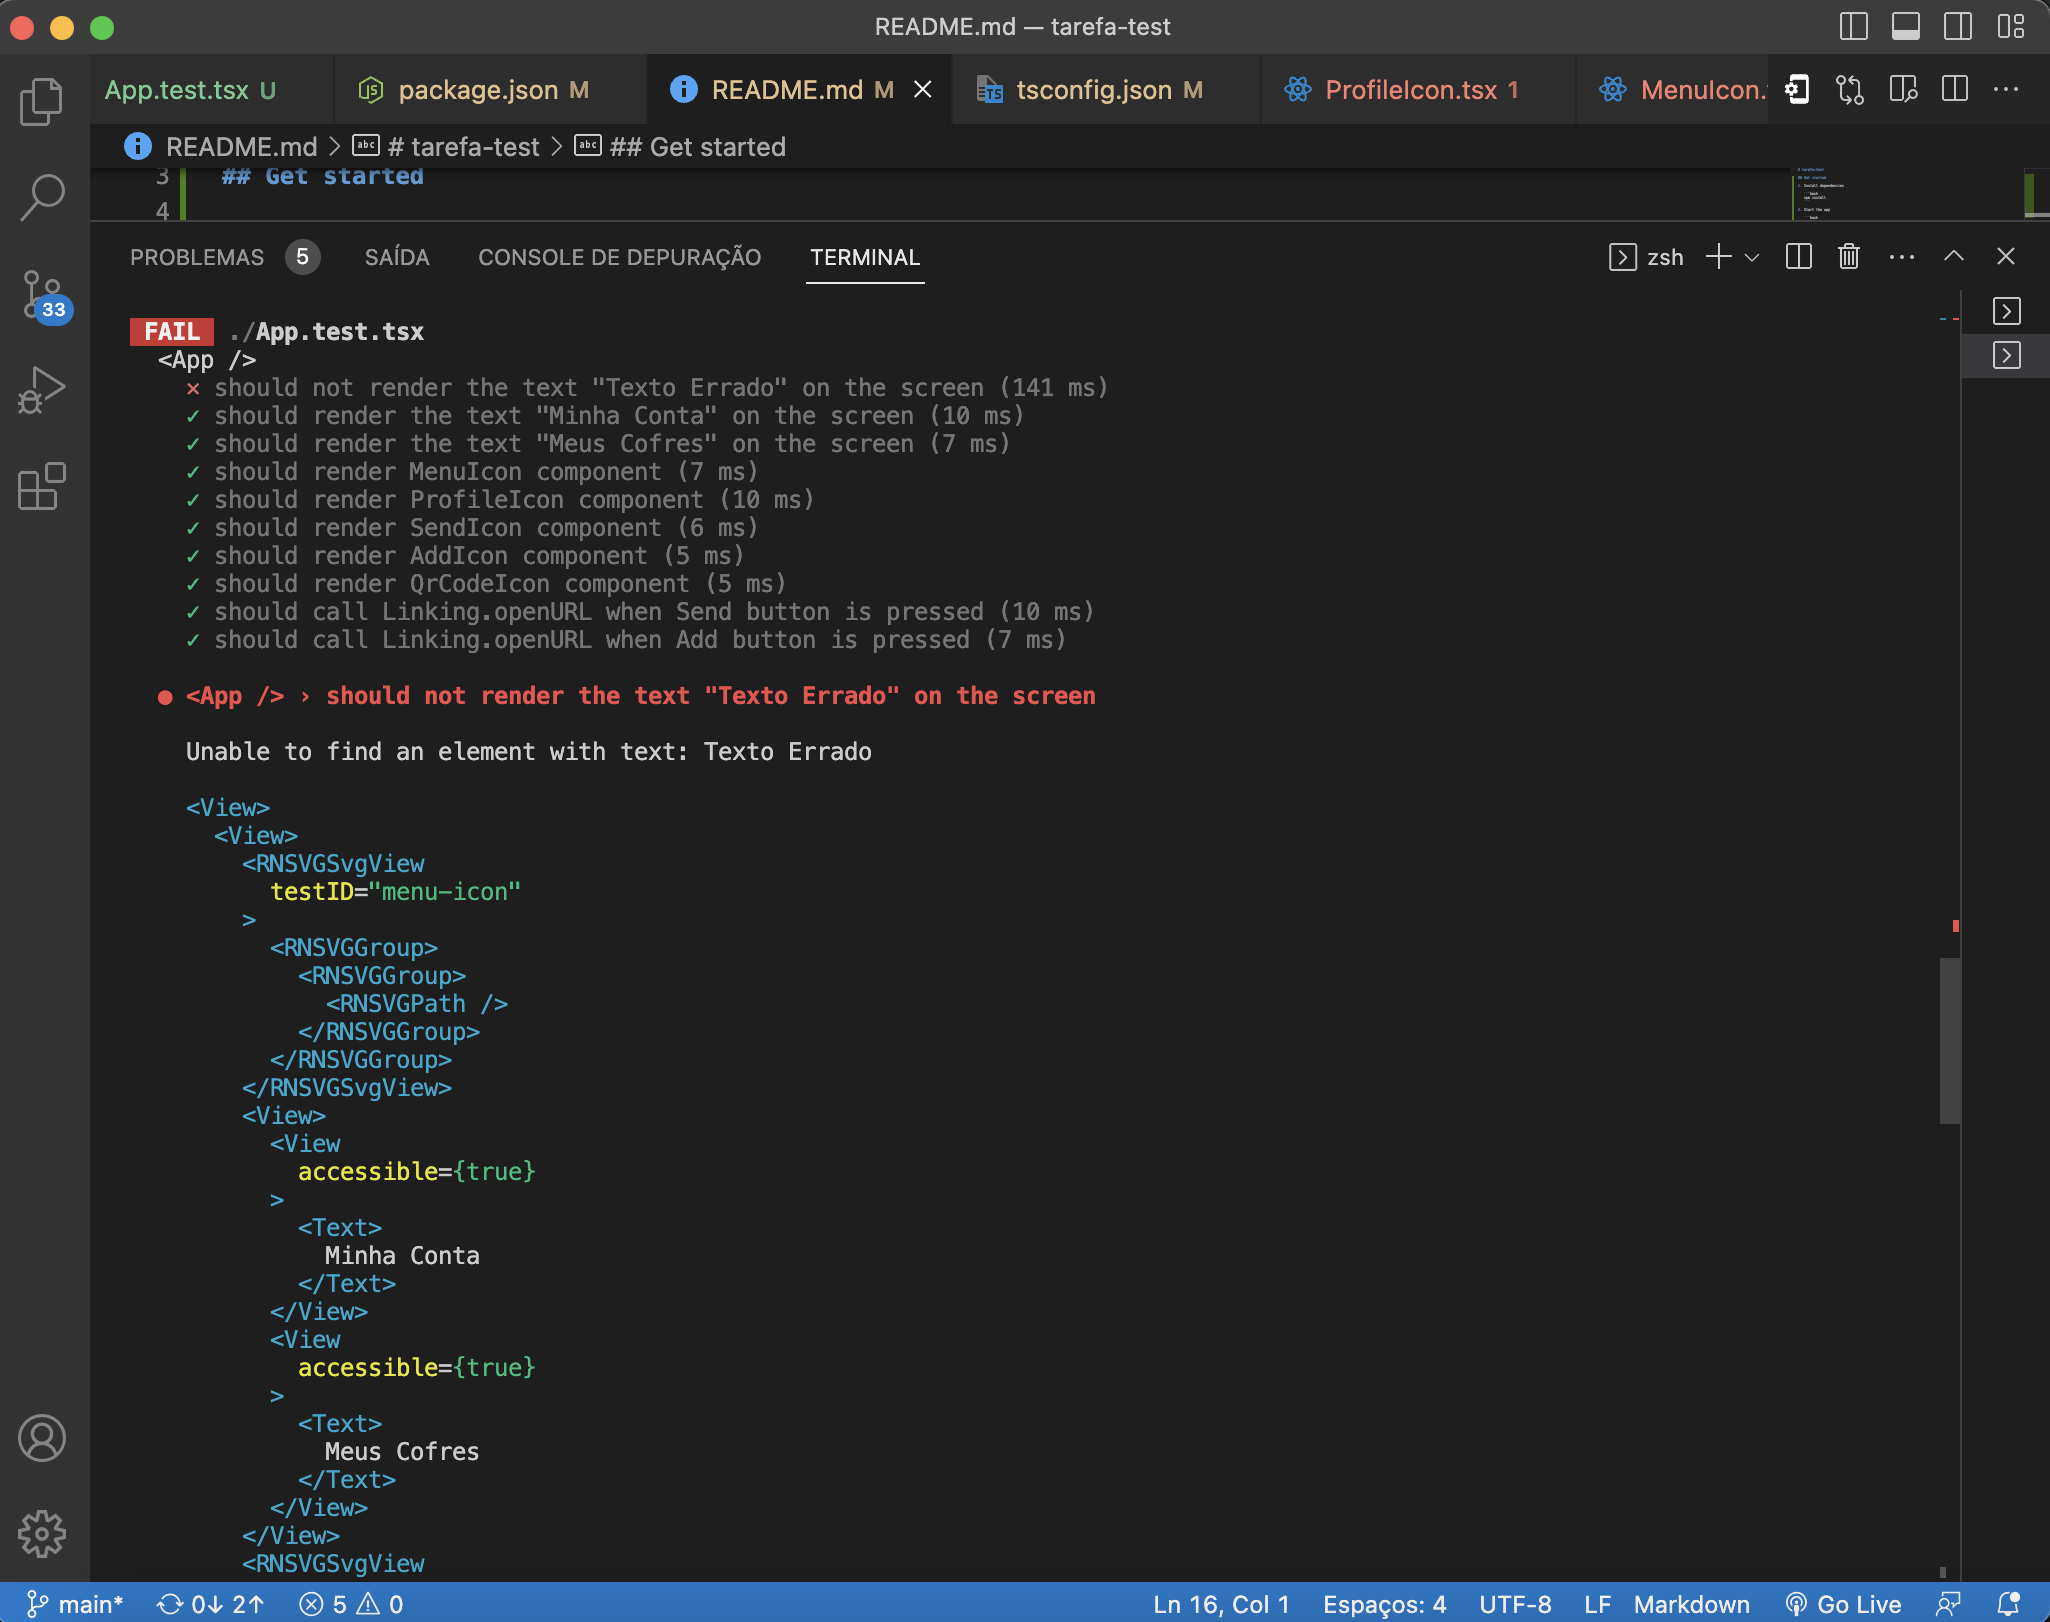 README.md — tarefa-test
App.test.tsx U
package.json M
README.md M
tsconfig.json M
ProfileIcon.tsx 1
MenuIcon.
README.md > # tarefa-test > ## Get started
3 ## Get started
4
PROBLEMAS 5 SAÍDA CONSOLE DE DEPURAÇÃO TERMINAL zsh
FAIL ./App.test.tsx
<App />
✕ should not render the text "Texto Errado" on the screen (141 ms)
✓ should render the text "Minha Conta" on the screen (10 ms)
✓ should render the text "Meus Cofres" on the screen (7 ms)
✓ should render MenuIcon component (7 ms)
✓ should render ProfileIcon component (10 ms)
✓ should render SendIcon component (6 ms)
✓ should render AddIcon component (5 ms)
✓ should render QrCodeIcon component (5 ms)
✓ should call Linking.openURL when Send button is pressed (10 ms)
✓ should call Linking.openURL when Add button is pressed (7 ms)
● <App /> › should not render the text "Texto Errado" on the screen
Unable to find an element with text: Texto Errado
<View>
<View>
<RNSVGSvgView
testID="menu-icon"
>
<RNSVGGroup>
<RNSVGGroup>
<RNSVGPath />
</RNSVGGroup>
</RNSVGGroup>
</RNSVGSvgView>
<View>
<View
accessible={true}
>
<Text>
Minha Conta
</Text>
</View>
<View
accessible={true}
>
<Text>
Meus Cofres
</Text>
</View>
</View>
<RNSVGSvgView
33
main* 0↓ 2↑ 5 0 Ln 16, Col 1 Espaços: 4 UTF-8 LF Markdown Go Live